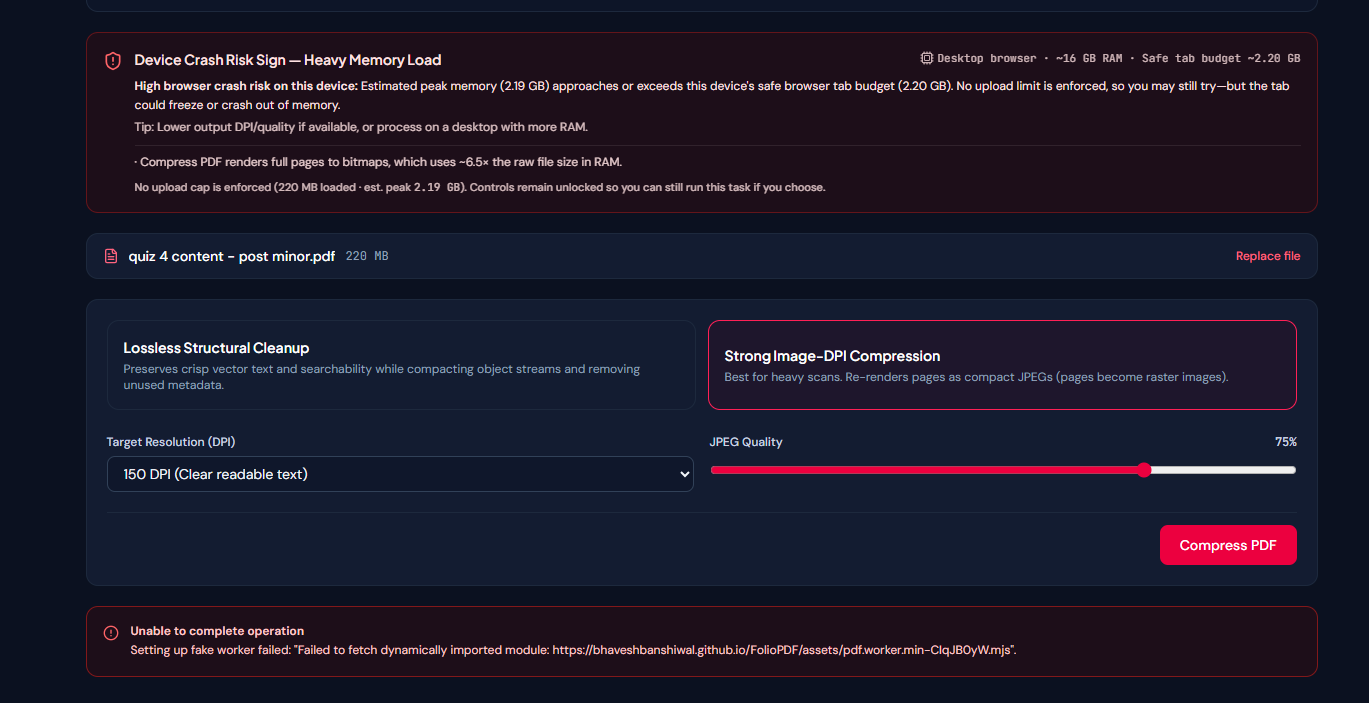 Device Crash Risk Sign — Heavy Memory Load
Desktop browser · ~16 GB RAM · Safe tab budget ~2.20 GB
High browser crash risk on this device: Estimated peak memory (2.19 GB) approaches or exceeds this device's safe browser tab budget (2.20 GB). No upload limit is enforced, so you may still try—but the tab
could freeze or crash out of memory.
Tip: Lower output DPI/quality if available, or process on a desktop with more RAM.
· Compress PDF renders full pages to bitmaps, which uses ~6.5× the raw file size in RAM.
No upload cap is enforced (220 MB loaded · est. peak 2.19 GB). Controls remain unlocked so you can still run this task if you choose.
quiz 4 content - post minor.pdf 220 MB
Replace file
Lossless Structural Cleanup
Preserves crisp vector text and searchability while compacting object streams and removing
unused metadata.
Strong Image-DPI Compression
Best for heavy scans. Re-renders pages as compact JPEGs (pages become raster images).
Target Resolution (DPI)
150 DPI (Clear readable text)
JPEG Quality
75%
Compress PDF
Unable to complete operation
Setting up fake worker failed: "Failed to fetch dynamically imported module: https://bhaveshbanshiwal.github.io/FolioPDF/assets/pdf.worker.min-CIqJB0yW.mjs".